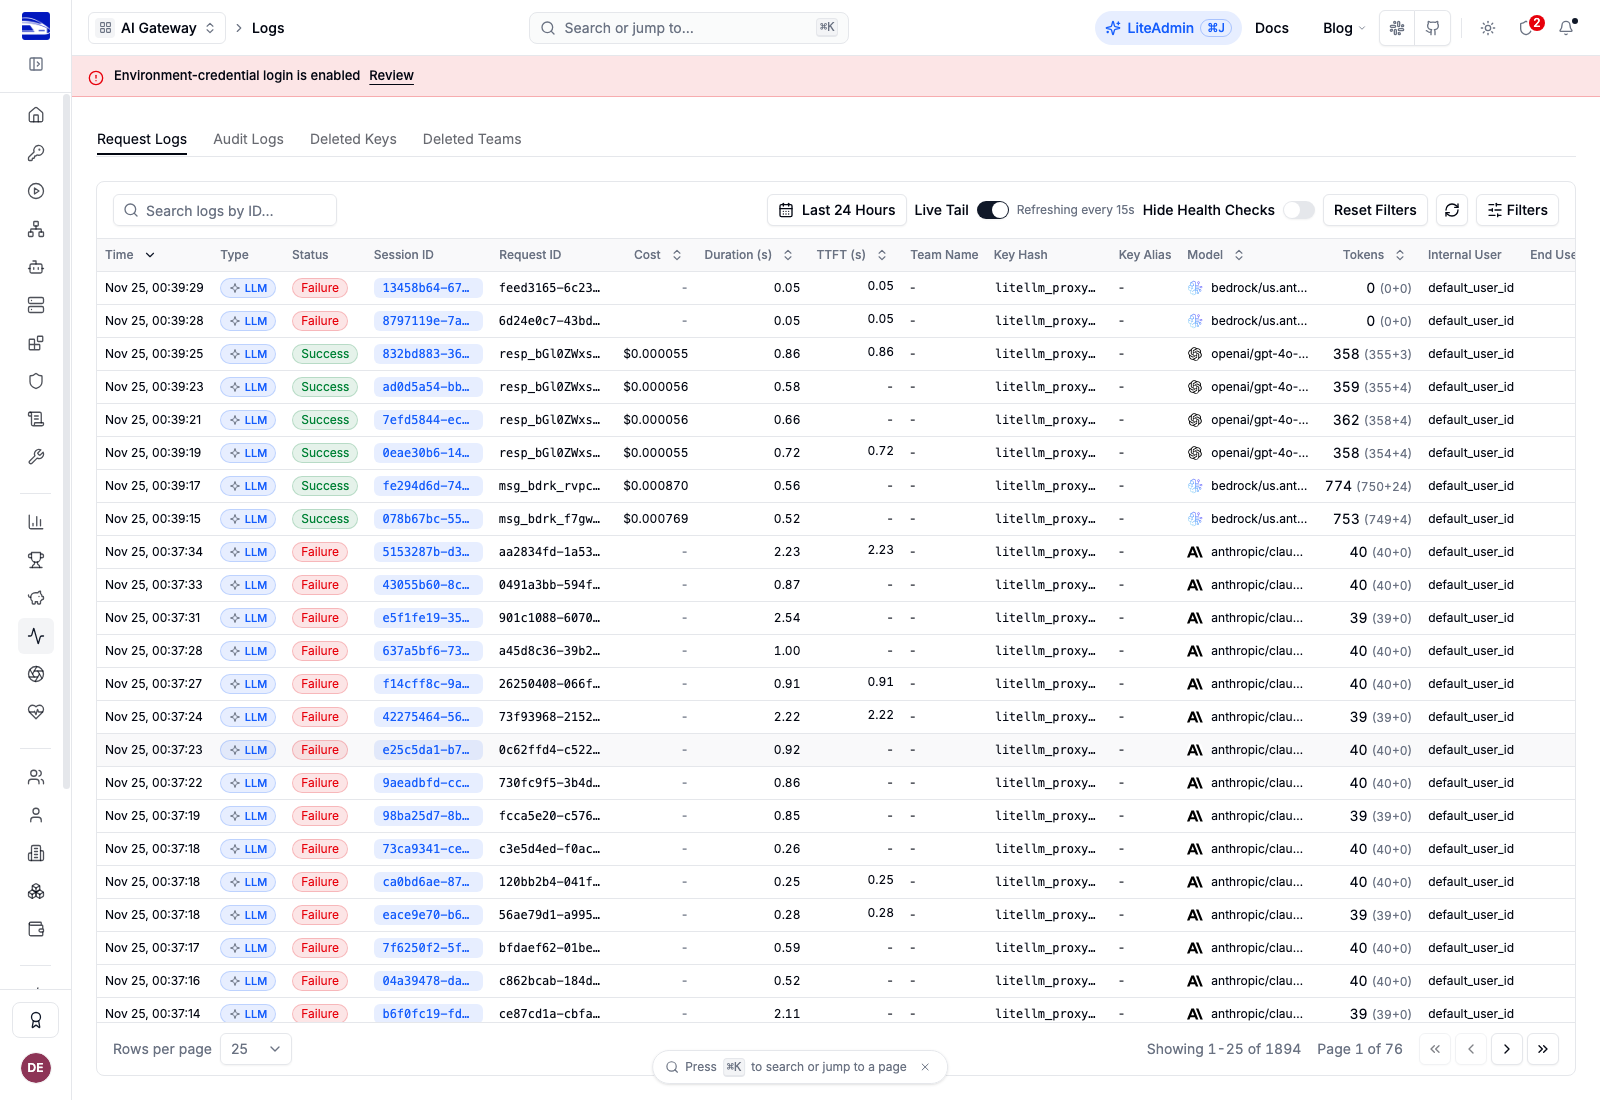 AI Gateway > Logs
Search or jump to... ⌘K
LiteAdmin ⌘J Docs Blog 2
Environment-credential login is enabled Review
Request Logs Audit Logs Deleted Keys Deleted Teams
Search logs by ID... Last 24 Hours Live Tail Refreshing every 15s Hide Health Checks Reset Filters Filters
Time Type Status Session ID Request ID Cost Duration (s) TTFT (s) Team Name Key Hash Key Alias Model Tokens Internal User End Use
Nov 25, 00:39:29 LLM Failure 13458b64-67… feed3165-6c23… - 0.05 0.05 - litellm_proxy… - bedrock/us.ant... 0 (0+0) default_user_id
Nov 25, 00:39:28 LLM Failure 8797119e-7a… 6d24e0c7-43bd… - 0.05 0.05 - litellm_proxy… - bedrock/us.ant... 0 (0+0) default_user_id
Nov 25, 00:39:25 LLM Success 832bd883-36… resp_bGl0ZWxs… $0.000055 0.86 0.86 - litellm_proxy… - openai/gpt-4o-... 358 (355+3) default_user_id
Nov 25, 00:39:23 LLM Success ad0d5a54-bb… resp_bGl0ZWxs… $0.000056 0.58 - - litellm_proxy… - openai/gpt-4o-... 359 (355+4) default_user_id
Nov 25, 00:39:21 LLM Success 7efd5844-ec… resp_bGl0ZWxs… $0.000056 0.66 - - litellm_proxy… - openai/gpt-4o-... 362 (358+4) default_user_id
Nov 25, 00:39:19 LLM Success 0eae30b6-14… resp_bGl0ZWxs… $0.000055 0.72 0.72 - litellm_proxy… - openai/gpt-4o-... 358 (354+4) default_user_id
Nov 25, 00:39:17 LLM Success fe294d6d-74… msg_bdrk_rvpc… $0.000870 0.56 - - litellm_proxy… - bedrock/us.ant... 774 (750+24) default_user_id
Nov 25, 00:39:15 LLM Success 078b67bc-55… msg_bdrk_f7gw… $0.000769 0.52 - - litellm_proxy… - bedrock/us.ant... 753 (749+4) default_user_id
Nov 25, 00:37:34 LLM Failure 5153287b-d3… aa2834fd-1a53… - 2.23 2.23 - litellm_proxy… - anthropic/clau... 40 (40+0) default_user_id
Nov 25, 00:37:33 LLM Failure 43055b60-8c… 0491a3bb-594f… - 0.87 - - litellm_proxy… - anthropic/clau... 40 (40+0) default_user_id
Nov 25, 00:37:31 LLM Failure e5f1fe19-35… 901c1088-6070… - 2.54 - - litellm_proxy… - anthropic/clau... 39 (39+0) default_user_id
Nov 25, 00:37:28 LLM Failure 637a5bf6-73… a45d8c36-39b2… - 1.00 - - litellm_proxy… - anthropic/clau... 40 (40+0) default_user_id
Nov 25, 00:37:27 LLM Failure f14cff8c-9a… 26250408-066f… - 0.91 0.91 - litellm_proxy… - anthropic/clau... 40 (40+0) default_user_id
Nov 25, 00:37:24 LLM Failure 42275464-56… 73f93968-2152… - 2.22 2.22 - litellm_proxy… - anthropic/clau... 39 (39+0) default_user_id
Nov 25, 00:37:23 LLM Failure e25c5da1-b7… 0c62ffd4-c522… - 0.92 - - litellm_proxy… - anthropic/clau... 40 (40+0) default_user_id
Nov 25, 00:37:22 LLM Failure 9aeadbfd-cc… 730fc9f5-3b4d… - 0.86 - - litellm_proxy… - anthropic/clau... 40 (40+0) default_user_id
Nov 25, 00:37:19 LLM Failure 98ba25d7-8b… fcca5e20-c576… - 0.85 - - litellm_proxy… - anthropic/clau... 39 (39+0) default_user_id
Nov 25, 00:37:18 LLM Failure 73ca9341-ce… c3e5d4ed-f0ac… - 0.26 - - litellm_proxy… - anthropic/clau... 40 (40+0) default_user_id
Nov 25, 00:37:18 LLM Failure ca0bd6ae-87… 120bb2b4-041f… - 0.25 0.25 - litellm_proxy… - anthropic/clau... 40 (40+0) default_user_id
Nov 25, 00:37:18 LLM Failure eace9e70-b6… 56ae79d1-a995… - 0.28 0.28 - litellm_proxy… - anthropic/clau... 39 (39+0) default_user_id
Nov 25, 00:37:17 LLM Failure 7f6250f2-5f… bfdaef62-01be… - 0.59 - - litellm_proxy… - anthropic/clau... 40 (40+0) default_user_id
Nov 25, 00:37:16 LLM Failure 04a39478-da… c862bcab-184d… - 0.52 - - litellm_proxy… - anthropic/clau... 40 (40+0) default_user_id
Nov 25, 00:37:14 LLM Failure b6f0fc19-fd… ce87cd1a-cbfa… - 2.11 - - litellm_proxy… - anthropic/clau... 39 (39+0) default_user_id
Rows per page 25 Showing 1-25 of 1894 Page 1 of 76
Press ⌘K to search or jump to a page ×
DE